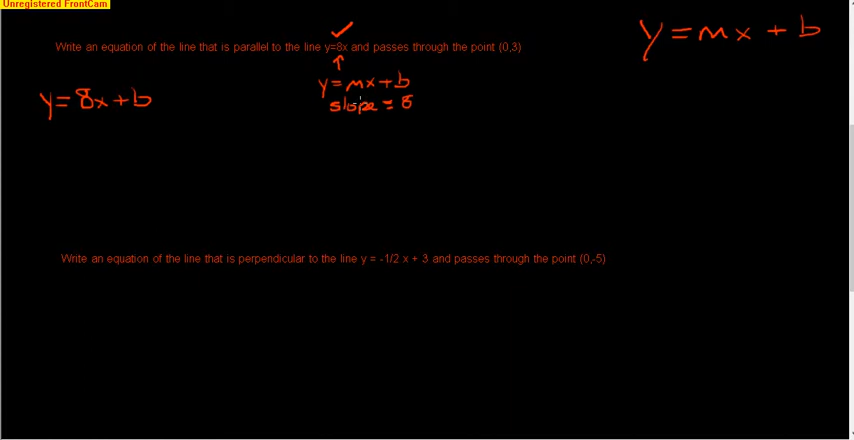 Unregistered FrontCam
y = mx + b
Write an equation of the line that is parallel to the line y=8x and passes through the point (0,3)
y = mx + b
slope = 8
y = 8x + b
Write an equation of the line that is perpendicular to the line y = -1/2 x + 3 and passes through the point (0,-5)